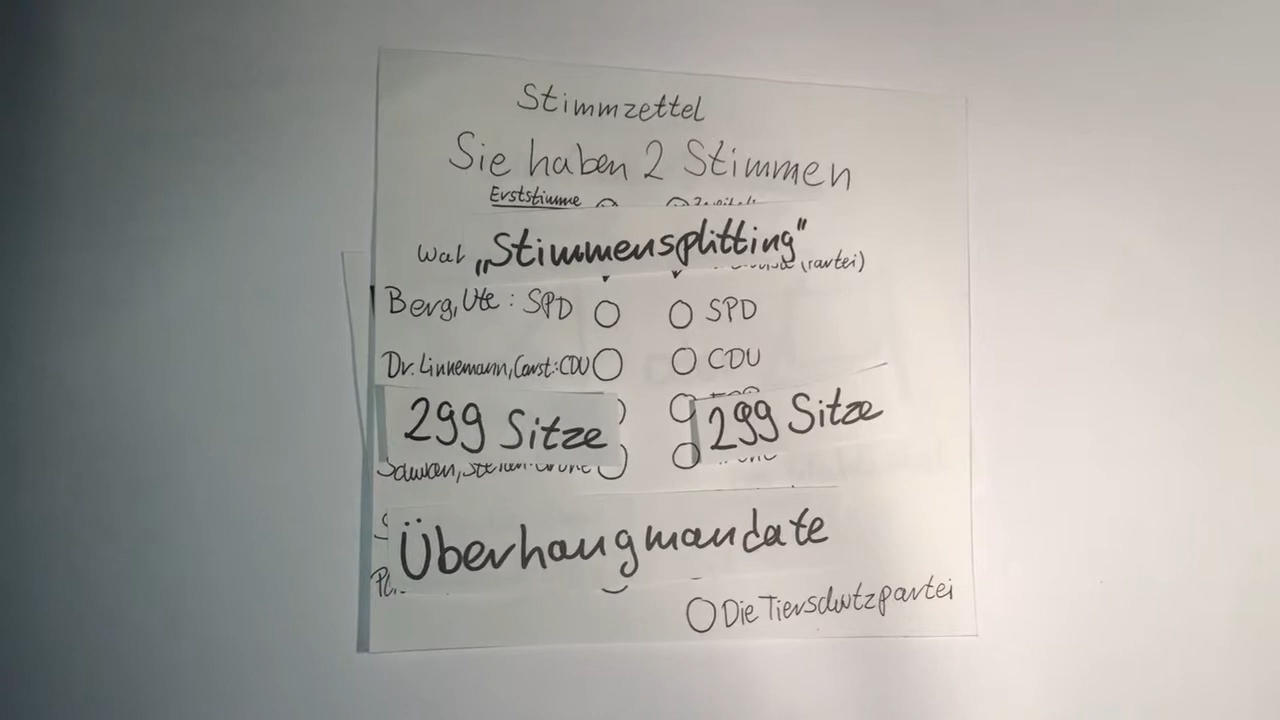 Stimmzettel
Sie haben 2 Stimmen
Erststimme
„Stimmensplitting"
Berg, Ute: SPD SPD
Dr. Linnemann, Carst.: CDU CDU
299 Sitze 299 Sitze
Überhangmandate
Die Tierschutzpartei